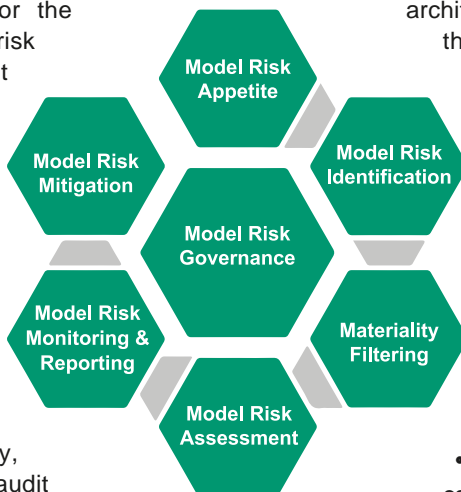 or the
risk
t
archit
th
Model Risk
Appetite
Model Risk
Mitigation
Model Risk
Identification
Model Risk
Governance
Model Risk
Monitoring &
Reporting
Materiality
Filtering
Model Risk
Assessment
y,
audit
•